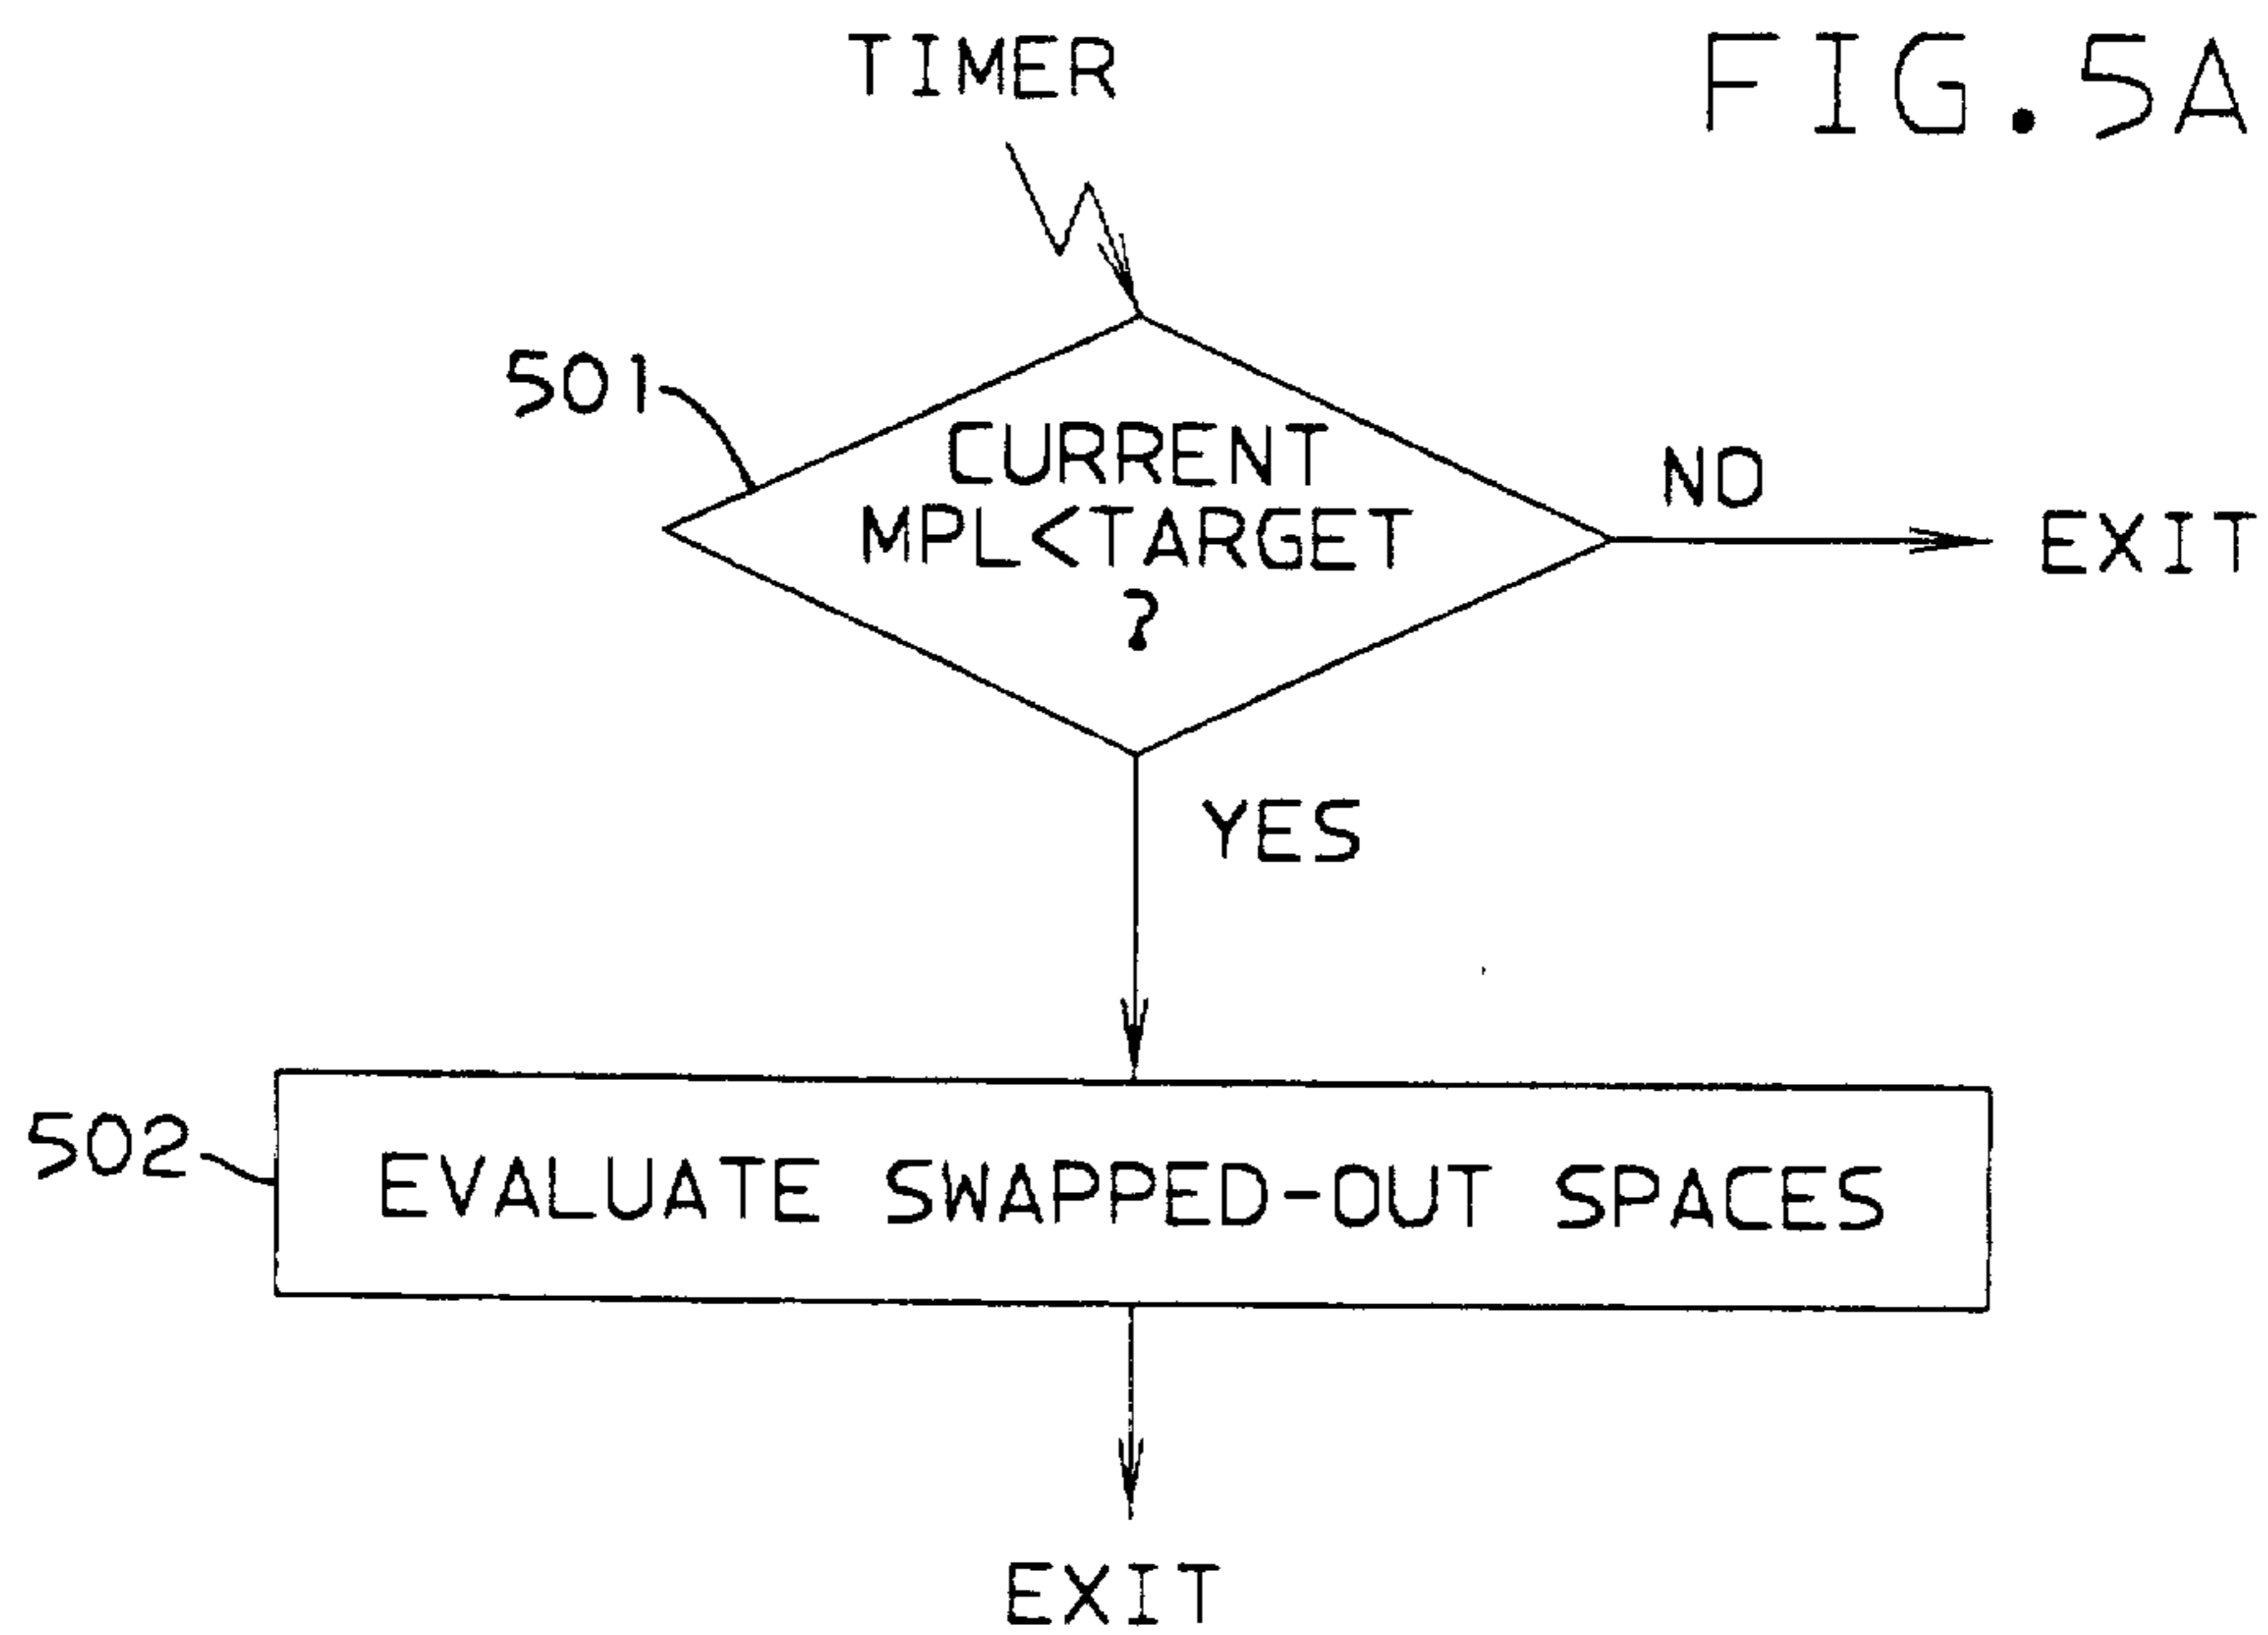 TIMER
FIG.5A
501
CURRENT
MPL<TARGET
?
NO
EXIT
YES
502
EVALUATE SWAPPED-OUT SPACES
EXIT